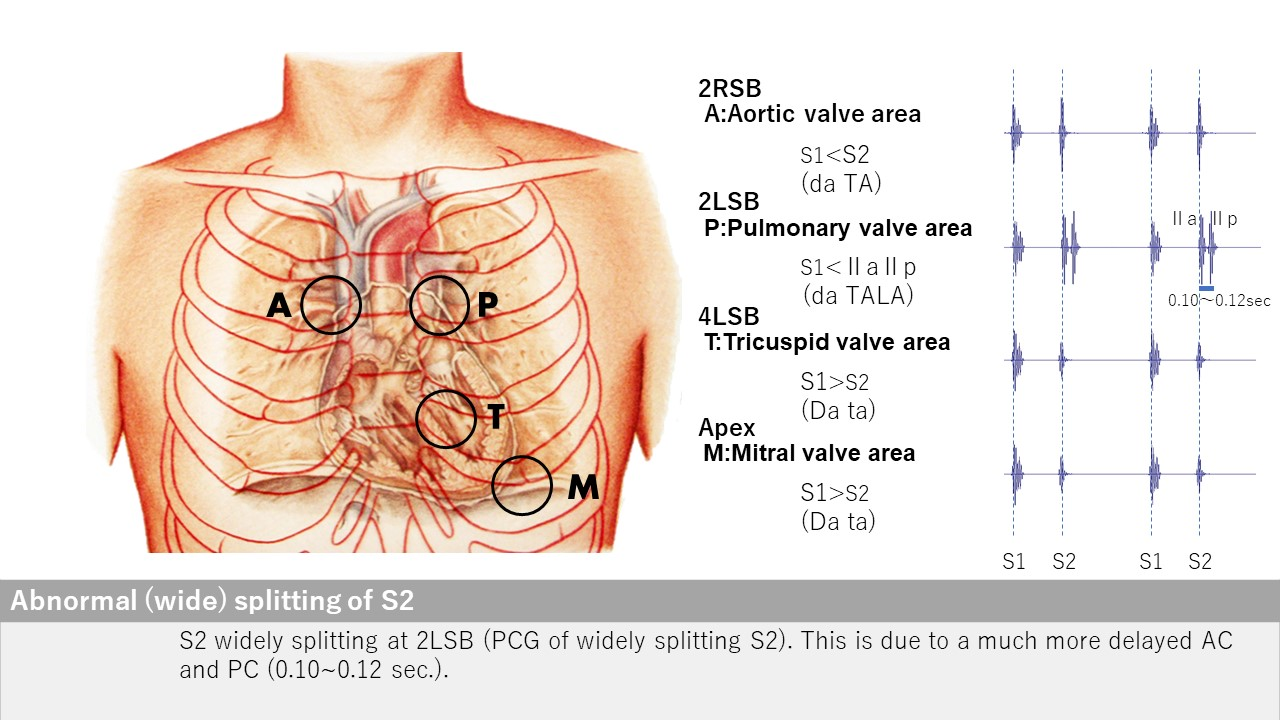 2RSB
A:Aortic valve area
S1<S2
(da TA)
2LSB
P:Pulmonary valve area
S1< II a II p
(da TALA)
4LSB
T:Tricuspid valve area
S1>S2
(Da ta)
Apex
M:Mitral valve area
S1>S2
(Da ta)
A
P
T
M
II a
II p
0.10~0.12sec
S1 S2 S1 S2
Abnormal (wide) splitting of S2
S2 widely splitting at 2LSB (PCG of widely splitting S2). This is due to a much more delayed AC
and PC (0.10~0.12 sec.).